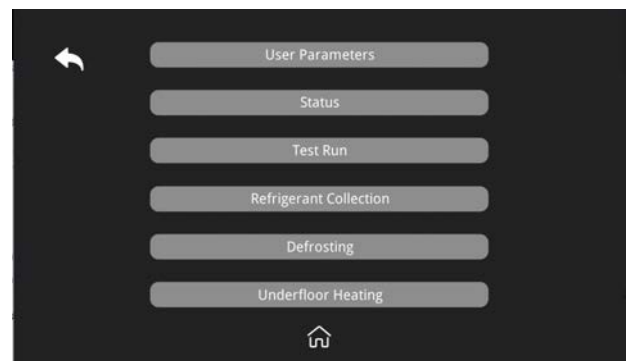 User Parameters
Status
Test Run
Refrigerant Collection
Defrosting
Underfloor Heating